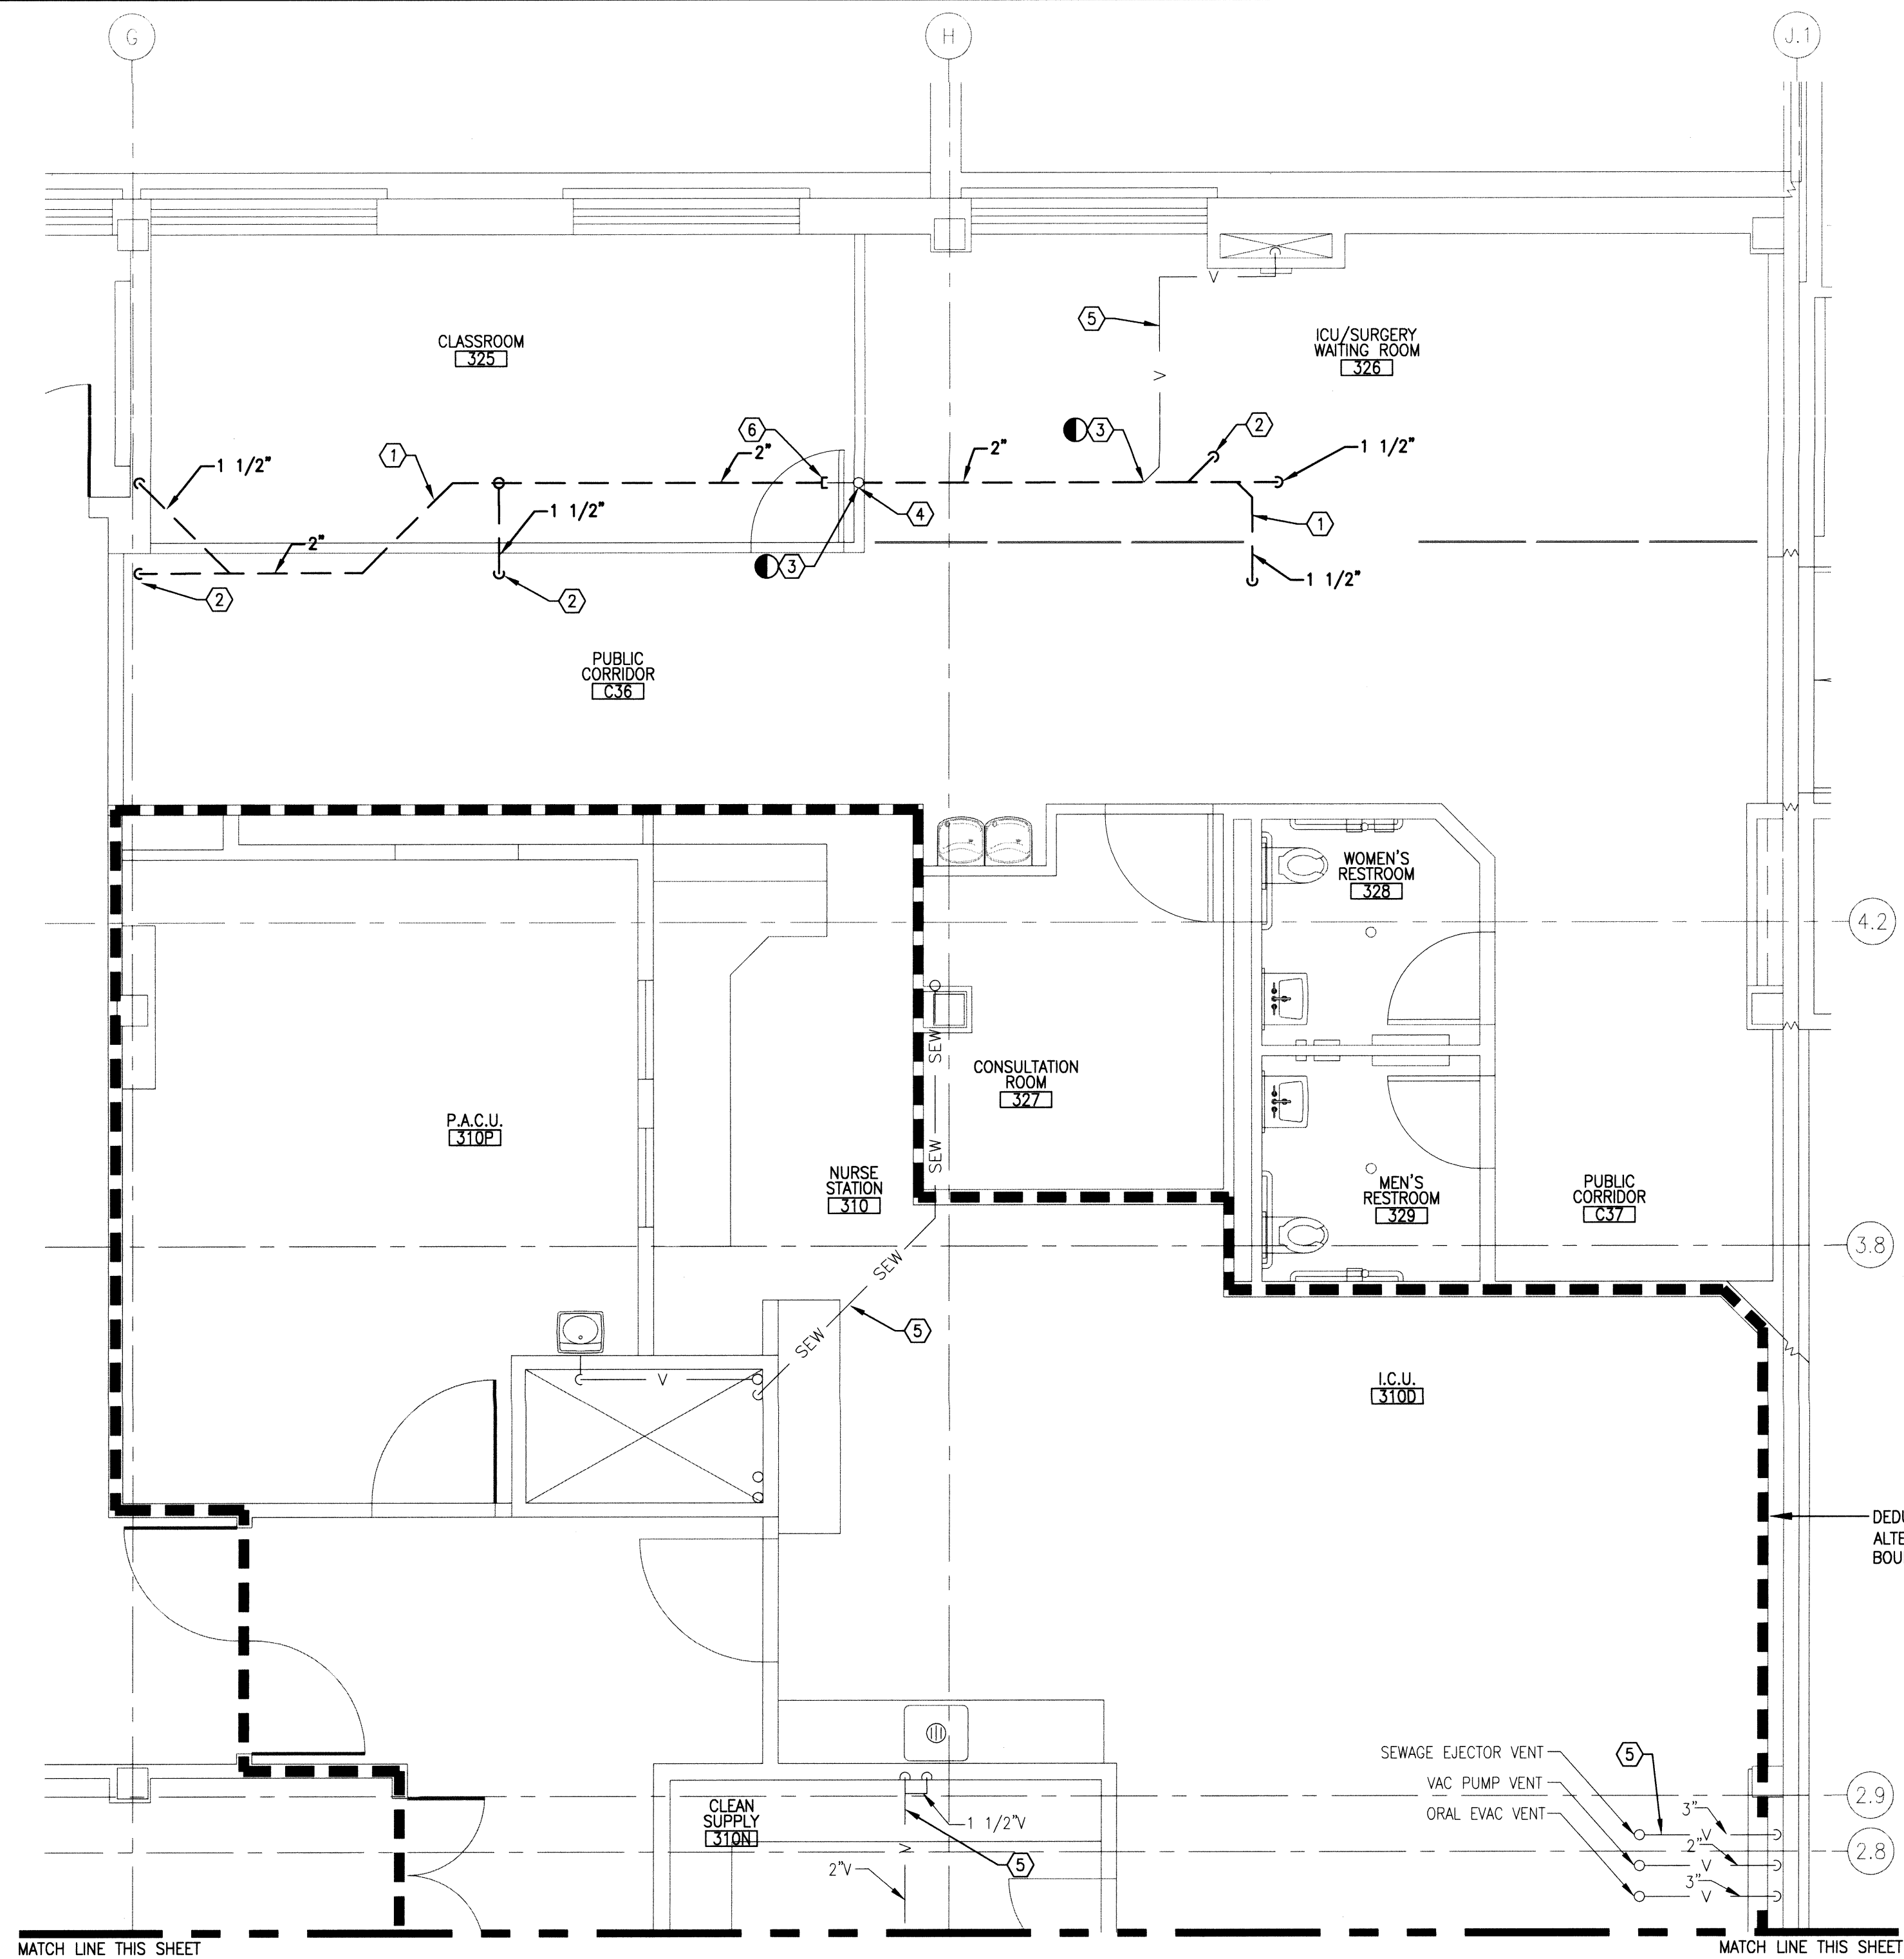 G
H
J.1
CLASSROOM
325
5
V
V
ICU/SURGERY
WAITING ROOM
326
1 1/2"
1
6
2"
3
2"
2
1 1/2"
4
1 1/2"
1
2"
3
1 1/2"
2
2
PUBLIC
CORRIDOR
C36
WOMEN'S
RESTROOM
328
4.2
SEW
CONSULTATION
ROOM
327
P.A.C.U.
310P
SEW
NURSE
STATION
310
MEN'S
RESTROOM
329
PUBLIC
CORRIDOR
C37
3.8
SEW
5
SEW
V
I.C.U.
310D
DEDU
ALTE
BOU
SEWAGE EJECTOR VENT
5
VAC PUMP VENT
ORAL EVAC VENT
2.9
CLEAN
SUPPLY
310N
1 1/2"V
3"
V
2"
V
2.8
V
5
2"V
3"
V
MATCH LINE THIS SHEET
MATCH LINE THIS SHEET